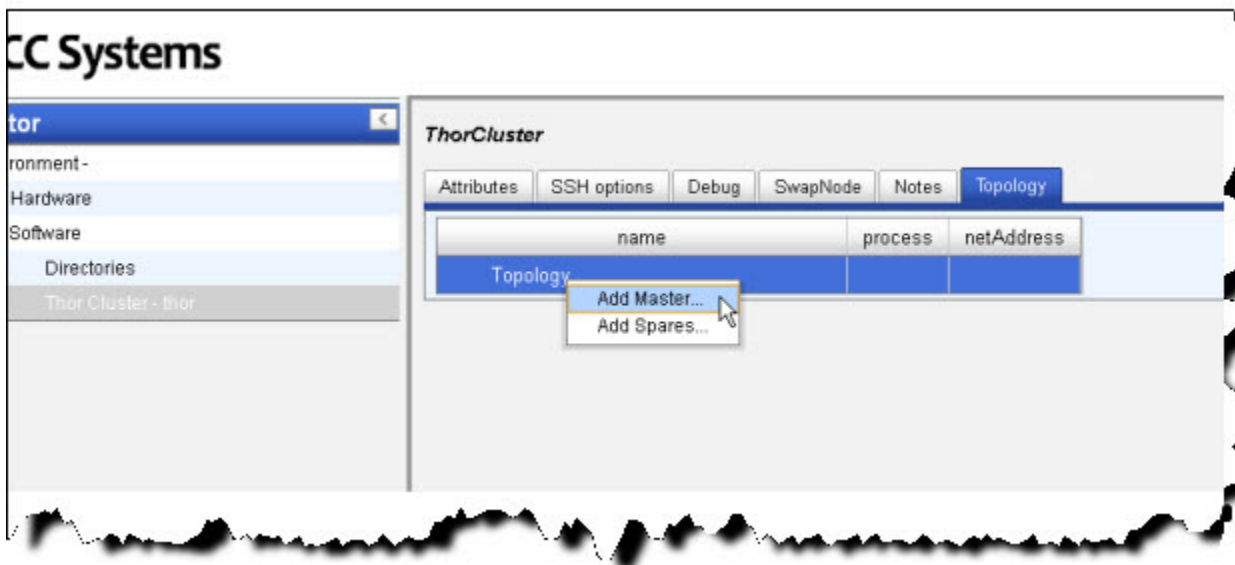 CC Systems
tor
ronment -
Hardware
Software
Directories
Thor Cluster - thor
ThorCluster
Attributes SSH options Debug SwapNode Notes Topology
name process netAddress
Topology
Add Master...
Add Spares...